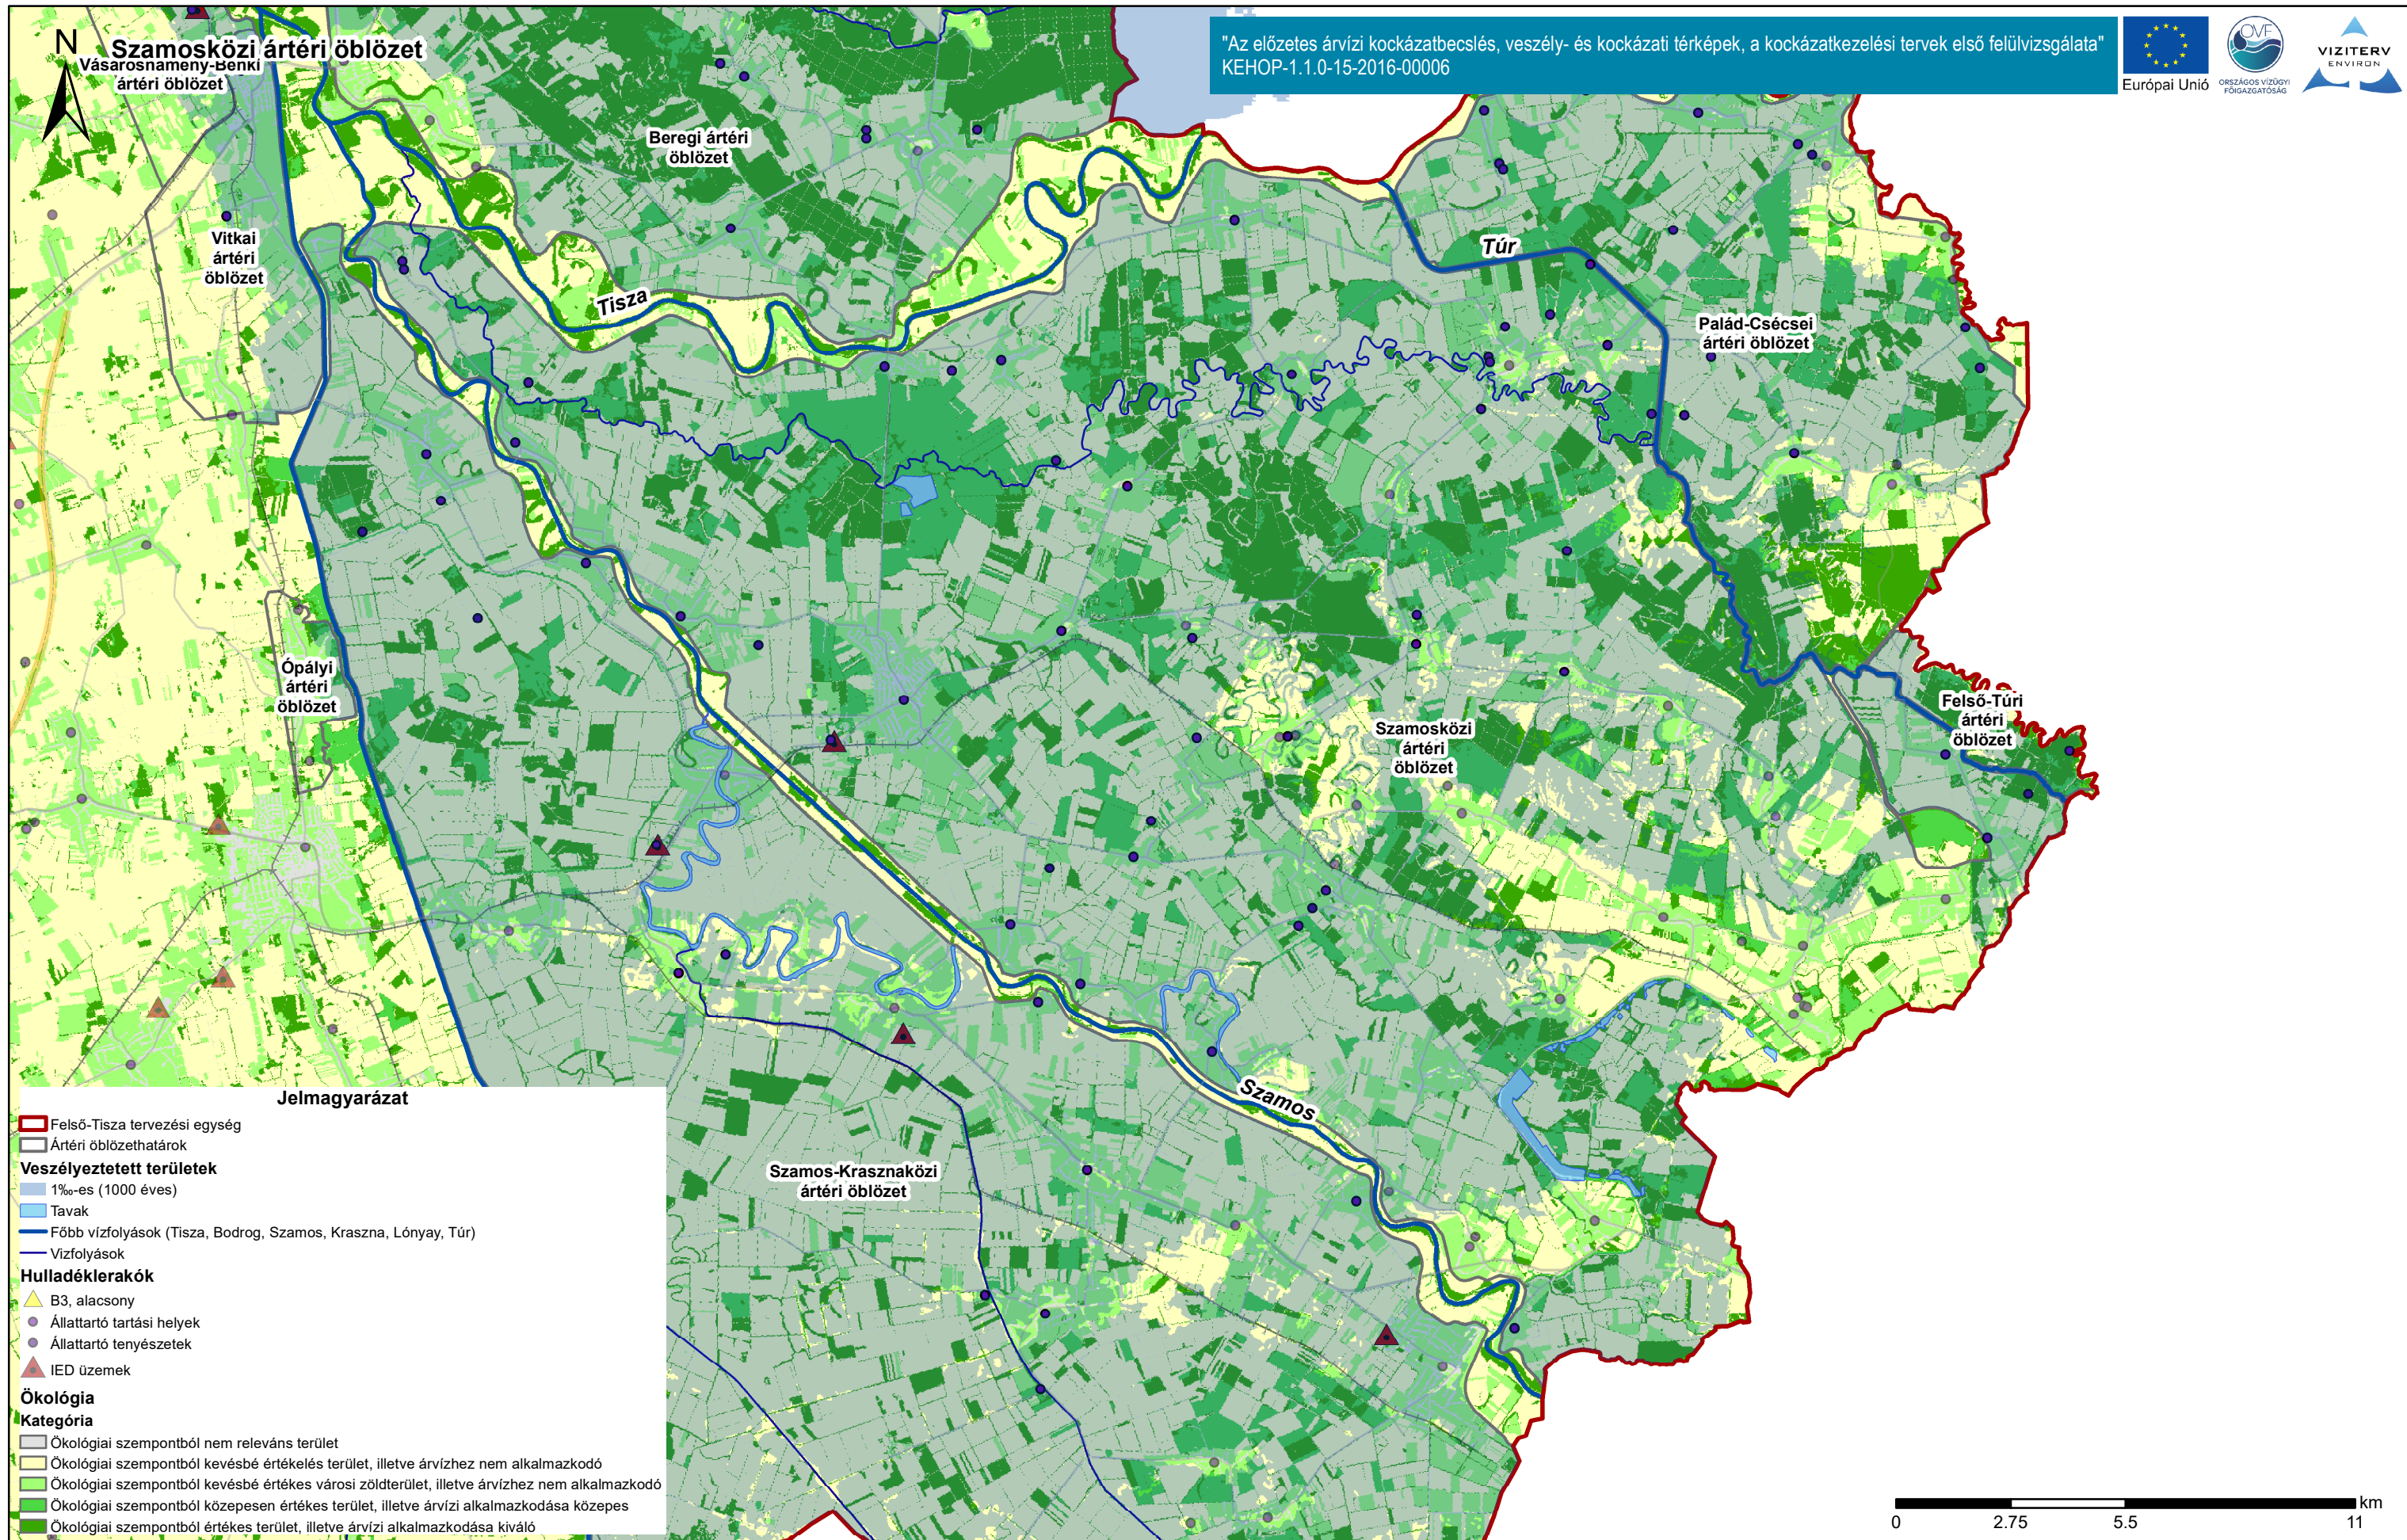 N
Szamosközi ártéri öblözet
Vásárosnamény-Benki
ártéri öblözet
"Az előzetes árvízi kockázatbecslés, veszély- és kockázati térképek, a kockázatkezelési tervek első felülvizsgálata"
KEHOP-1.1.0-15-2016-00006
Európai Unió
OVF
ORSZÁGOS VÍZÜGYI
FŐIGAZGATÓSÁG
VIZITERV
ENVIRON
Beregi ártéri
öblözet
Vitkai
ártéri
öblözet
Túr
Tisza
Palád-Csécsei
ártéri öblözet
Ópályi
ártéri
öblözet
Felső-Túri
ártéri
öblözet
Szamosközi
ártéri
öblözet
Szamos
Szamos-Krasznaközi
ártéri öblözet
Jelmagyarázat
Felső-Tisza tervezési egység
Ártéri öblözethatárok
Veszélyeztetett területek
1‰-es (1000 éves)
Tavak
Főbb vízfolyások (Tisza, Bodrog, Szamos, Kraszna, Lónyay, Túr)
Vizfolyások
Hulladéklerakók
B3, alacsony
Állattartó tartási helyek
Állattartó tenyészetek
IED üzemek
Ökológia
Kategória
Ökológiai szempontból nem releváns terület
Ökológiai szempontból kevésbé értékelés terület, illetve árvízhez nem alkalmazkodó
Ökológiai szempontból kevésbé értékes városi zöldterület, illetve árvízhez nem alkalmazkodó
Ökológiai szempontból közepesen értékes terület, illetve árvízi alkalmazkodása közepes
Ökológiai szempontból értékes terület, illetve árvízi alkalmazkodása kiváló
km
0 2.75 5.5 11